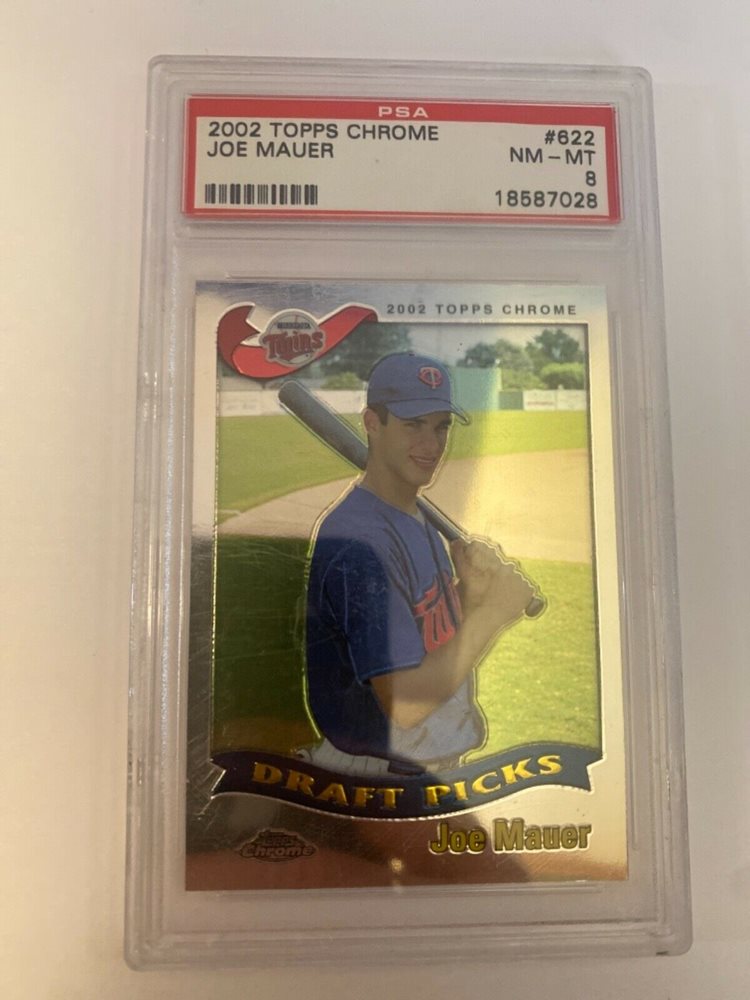 PSA
2002 TOPPS CHROME #622
JOE MAUER NM-MT
8
18587028
2002 TOPPS CHROME
Twins
DRAFT PICKS
Joe Mauer
Topps
Chrome